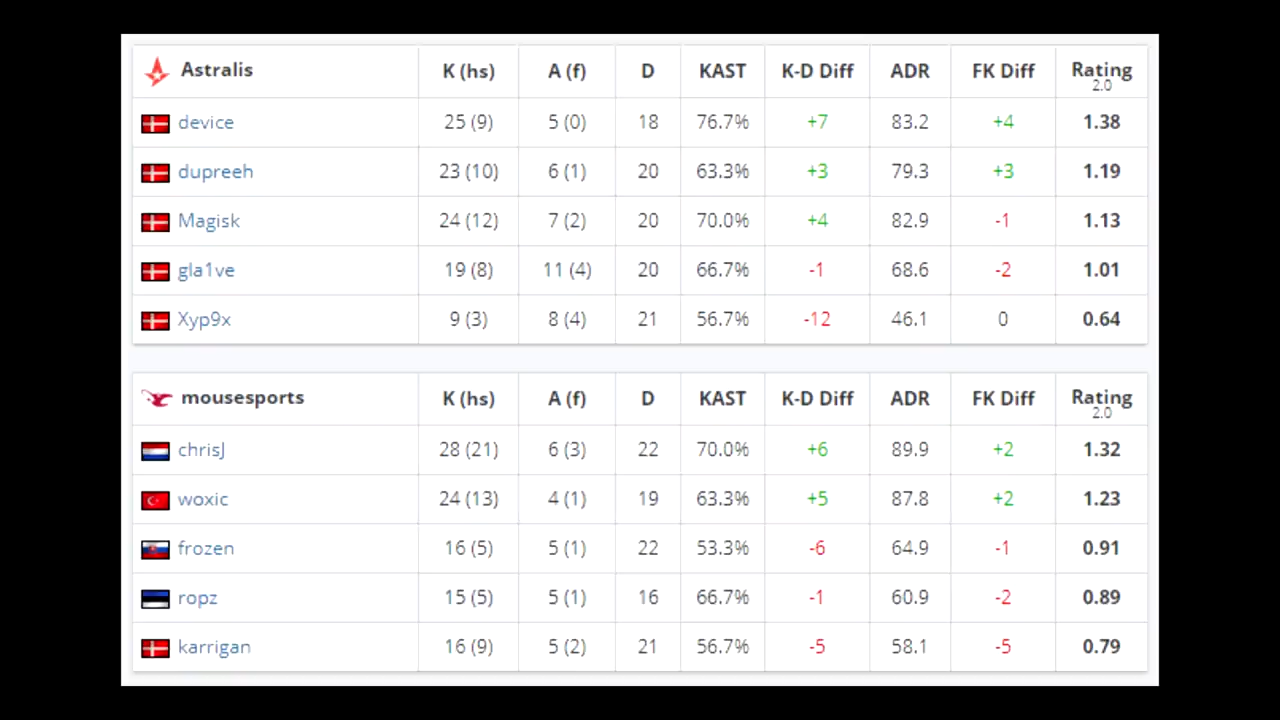 Astralis K (hs) A (f) D KAST K-D Diff ADR FK Diff Rating 2.0
device 25 (9) 5 (0) 18 76.7% +7 83.2 +4 1.38
dupreeh 23 (10) 6 (1) 20 63.3% +3 79.3 +3 1.19
Magisk 24 (12) 7 (2) 20 70.0% +4 82.9 -1 1.13
gla1ve 19 (8) 11 (4) 20 66.7% -1 68.6 -2 1.01
Xyp9x 9 (3) 8 (4) 21 56.7% -12 46.1 0 0.64
mousesports K (hs) A (f) D KAST K-D Diff ADR FK Diff Rating 2.0
chrisJ 28 (21) 6 (3) 22 70.0% +6 89.9 +2 1.32
woxic 24 (13) 4 (1) 19 63.3% +5 87.8 +2 1.23
frozen 16 (5) 5 (1) 22 53.3% -6 64.9 -1 0.91
ropz 15 (5) 5 (1) 16 66.7% -1 60.9 -2 0.89
karrigan 16 (9) 5 (2) 21 56.7% -5 58.1 -5 0.79